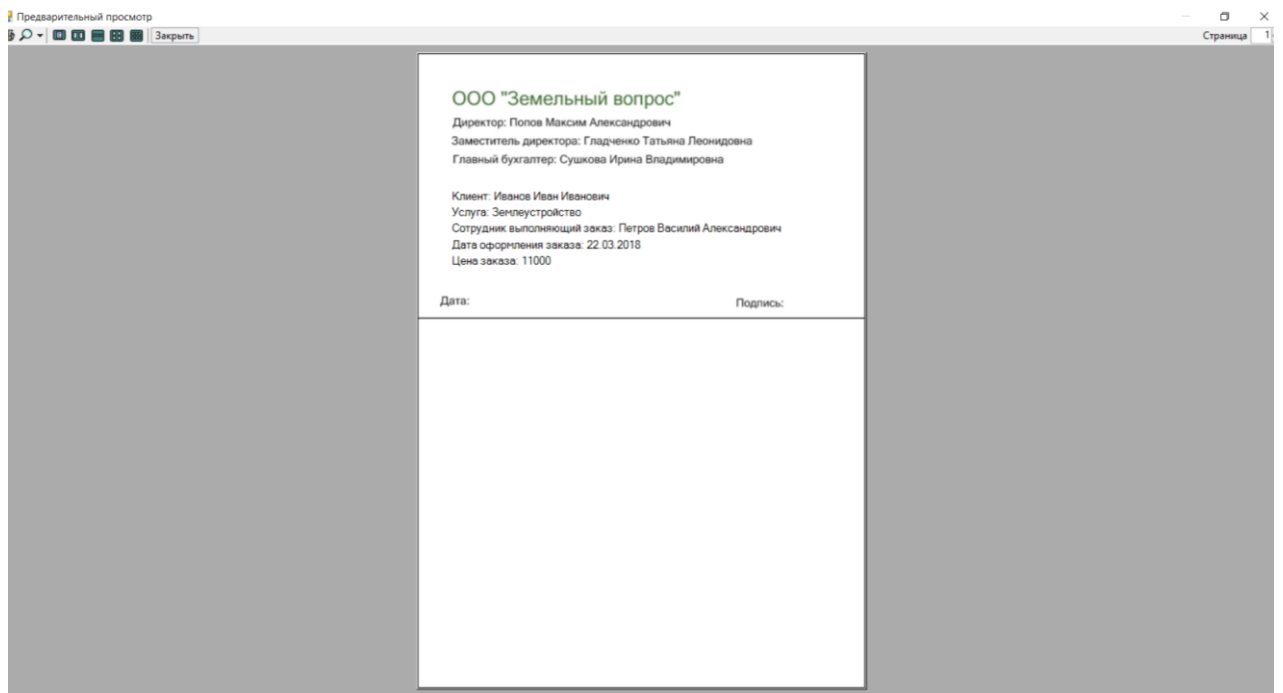 Предварительный просмотр
Закрыть
Страница 1
ООО "Земельный вопрос"
Директор: Попов Максим Александрович
Заместитель директора: Гладченко Татьяна Леонидовна
Главный бухгалтер: Сушкова Ирина Владимировна
Клиент: Иванов Иван Иванович
Услуга: Землеустройство
Сотрудник выполняющий заказ: Петров Василий Александрович
Дата оформления заказа: 22.03.2018
Цена заказа: 11000
Дата:
Подпись: